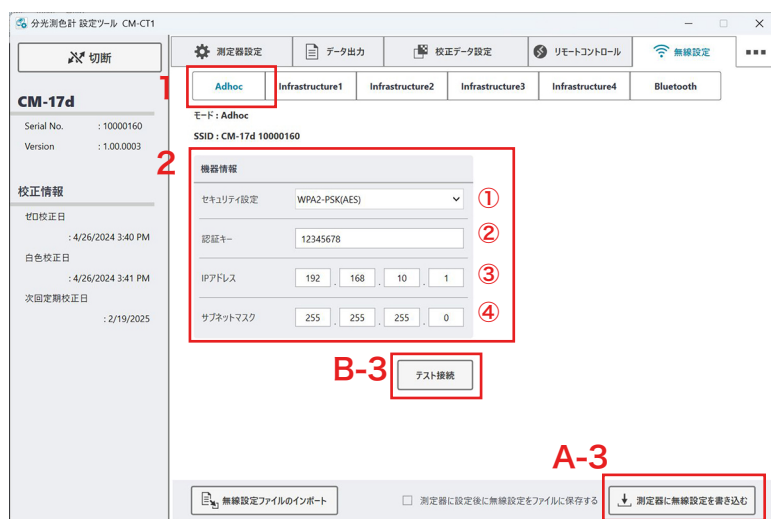 分光測色計 設定ツール CM-CT1
切断
測定器設定
データ出力
校正データ設定
リモートコントロール
無線設定
1
Adhoc
Infrastructure1
Infrastructure2
Infrastructure3
Infrastructure4
Bluetooth
CM-17d
Serial No. : 10000160
Version : 1.00.0003
校正情報
ｾﾞﾛ校正日
: 4/26/2024 3:40 PM
白色校正日
: 4/26/2024 3:41 PM
次回定期校正日
: 2/19/2025
モード : Adhoc
SSID : CM-17d 10000160
2
機器情報
セキュリティ設定 WPA2-PSK(AES) ①
認証キー 12345678 ②
IPアドレス 192 . 168 . 10 . 1 ③
サブネットマスク 255 . 255 . 255 . 0 ④
B-3
テスト接続
A-3
無線設定ファイルのインポート
測定器に設定後に無線設定をファイルに保存する
測定器に無線設定を書き込む